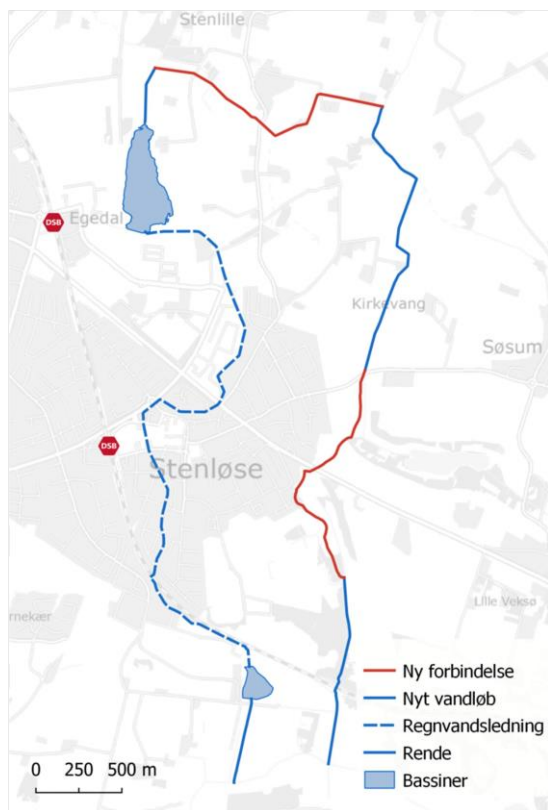 Stenlille
DSB
Egedal
Kirkevang
Søsum
DSB
Stenløse
Lille Veksø
rnekær
Ny forbindelse
Nyt vandløb
Regnvandsledning
Rende
Bassiner
0 250 500 m